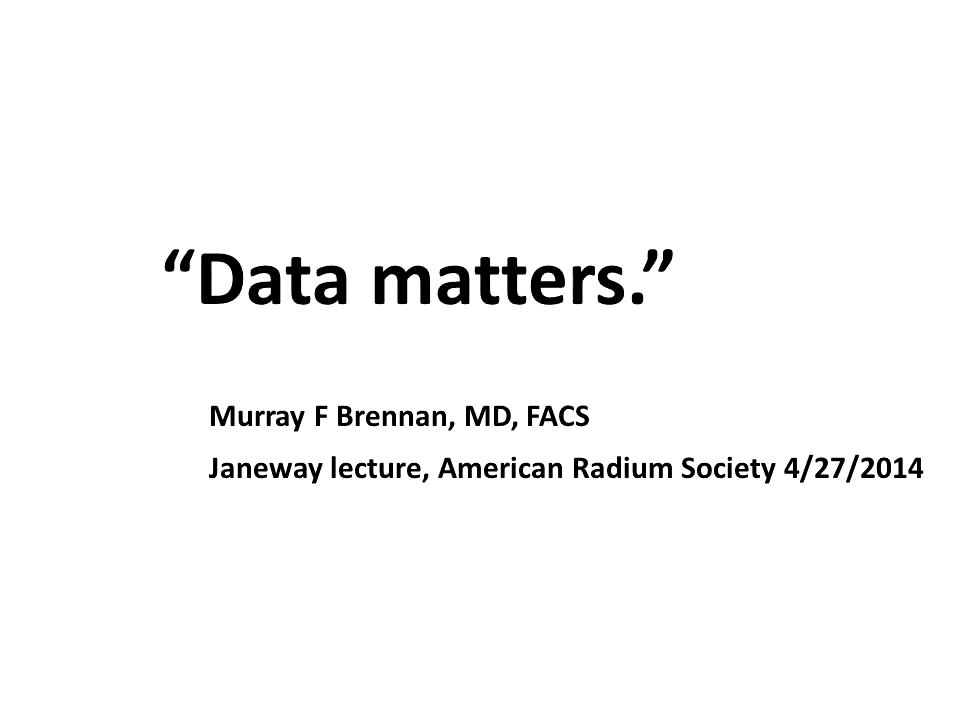 “Data matters.”
Murray F Brennan, MD, FACS
Janeway lecture, American Radium Society 4/27/2014